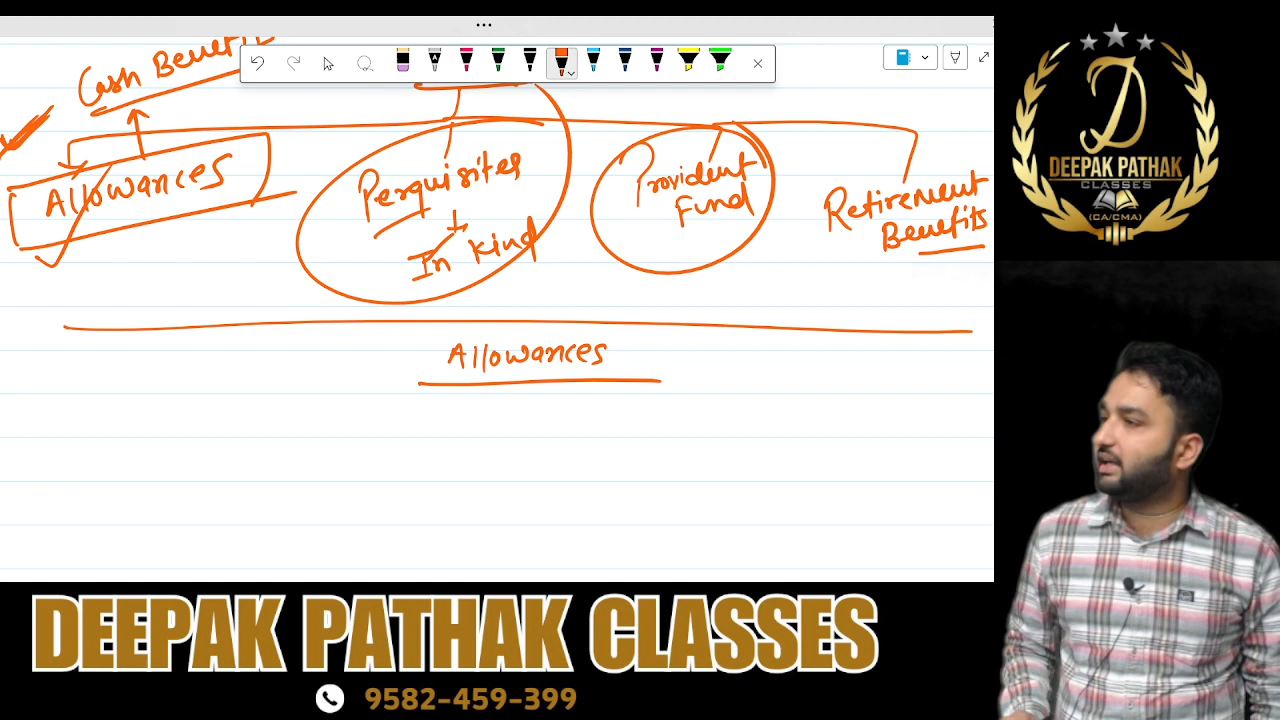 Cash Benefit
Allowances
Perquisites
In Kind
Provident
Fund
Retirement
Benefits
Allowances
D
DEEPAK PATHAK
CLASSES
(CA/CMA)
DEEPAK PATHAK CLASSES
9582-459-399